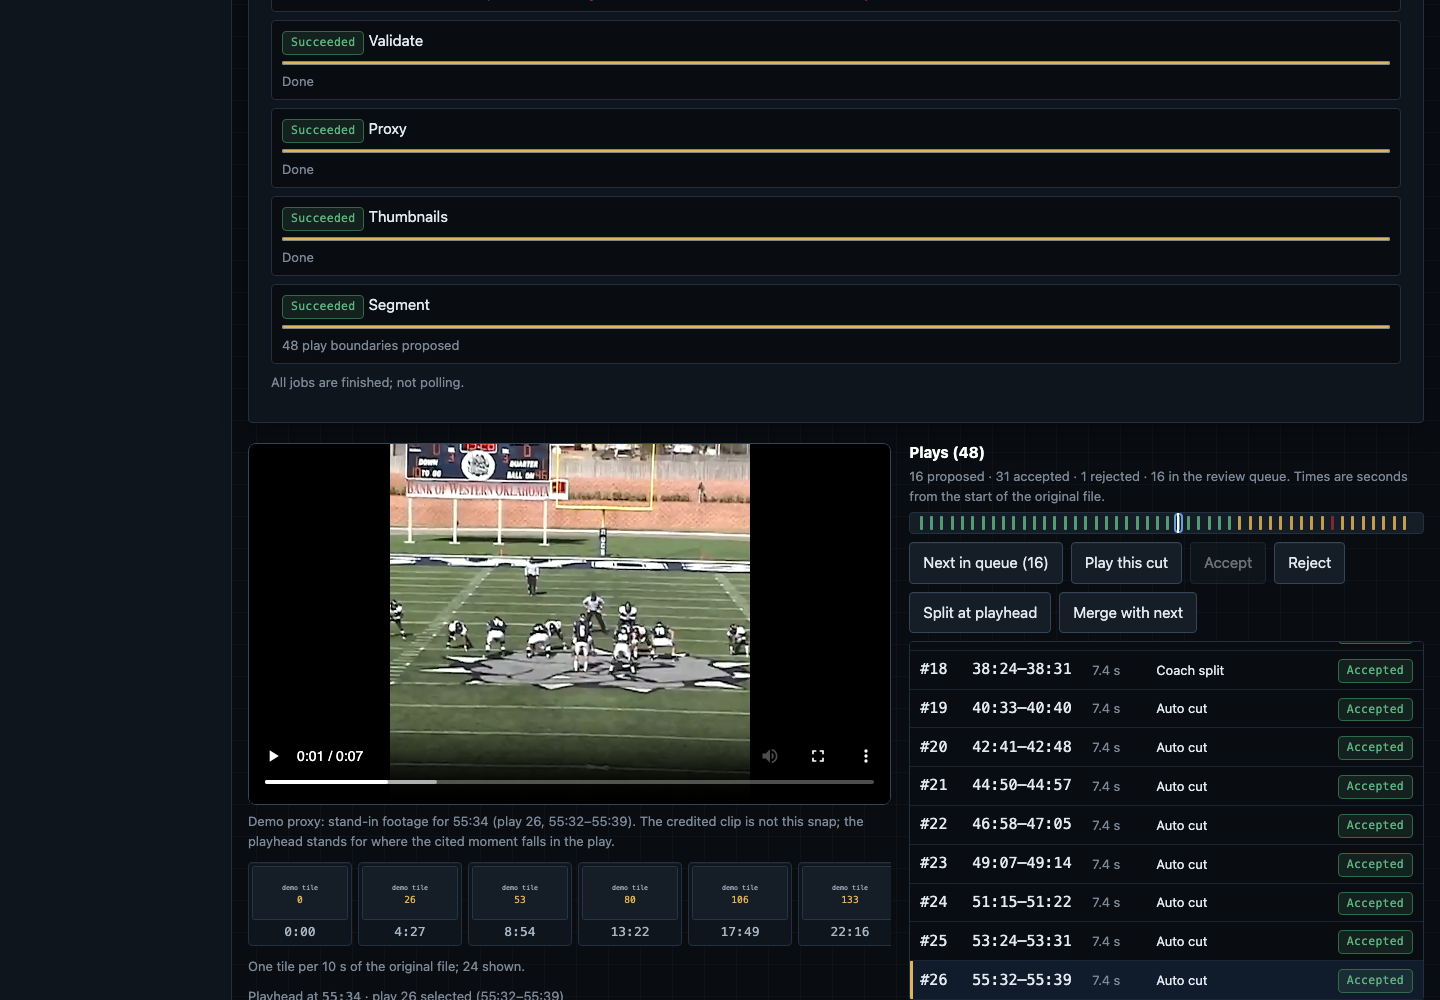 Succeeded Validate
Done
Succeeded Proxy
Done
Succeeded Thumbnails
Done
Succeeded Segment
48 play boundaries proposed
All jobs are finished; not polling.
DOWN
QUARTER
TO GO
BALL ON
BANK OF WESTERN OKLAHOMA
0:01 / 0:07
Demo proxy: stand-in footage for 55:34 (play 26, 55:32–55:39). The credited clip is not this snap; the
playhead stands for where the cited moment falls in the play.
demo tile
0
0:00
demo tile
26
4:27
demo tile
53
8:54
demo tile
80
13:22
demo tile
106
17:49
demo tile
133
22:16
One tile per 10 s of the original file; 24 shown.
Playhead at 55:34 · play 26 selected (55:32–55:39)
Plays (48)
16 proposed · 31 accepted · 1 rejected · 16 in the review queue. Times are seconds
from the start of the original file.
Next in queue (16) Play this cut Accept Reject
Split at playhead Merge with next
#18 38:24–38:31 7.4 s Coach split Accepted
#19 40:33–40:40 7.4 s Auto cut Accepted
#20 42:41–42:48 7.4 s Auto cut Accepted
#21 44:50–44:57 7.4 s Auto cut Accepted
#22 46:58–47:05 7.4 s Auto cut Accepted
#23 49:07–49:14 7.4 s Auto cut Accepted
#24 51:15–51:22 7.4 s Auto cut Accepted
#25 53:24–53:31 7.4 s Auto cut Accepted
#26 55:32–55:39 7.4 s Auto cut Accepted